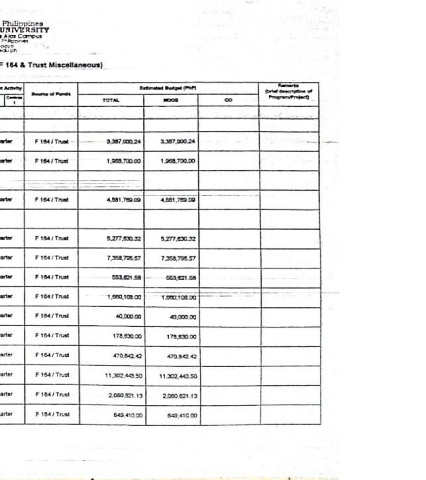 Philippines
UNIVERSITY
Campus
Philippines
F 164 & Trust Miscellaneous)
Activity Source of Funds Estimated Budget (PhP) Remarks (brief description of Program/Project)
TOTAL MOOE CO
arter F 164 / Trust 3,387,000.24 3,387,000.24
arter F 164 / Trust 1,968,700.00 1,968,700.00
arter F 164 / Trust 4,881,769.09 4,881,769.09
arter F 164 / Trust 5,277,630.32 5,277,630.32
arter F 164 / Trust 7,358,795.57 7,358,795.57
arter F 164 / Trust 553,621.58 553,621.58
arter F 164 / Trust 1,660,108.00 1,660,108.00
arter F 164 / Trust 40,000.00 40,000.00
arter F 164 / Trust 178,630.00 178,630.00
arter F 164 / Trust 470,842.42 470,842.42
arter F 164 / Trust 11,302,443.50 11,302,443.50
arter F 164 / Trust 2,060,821.13 2,060,821.13
arter F 164 / Trust 649,410.00 649,410.00